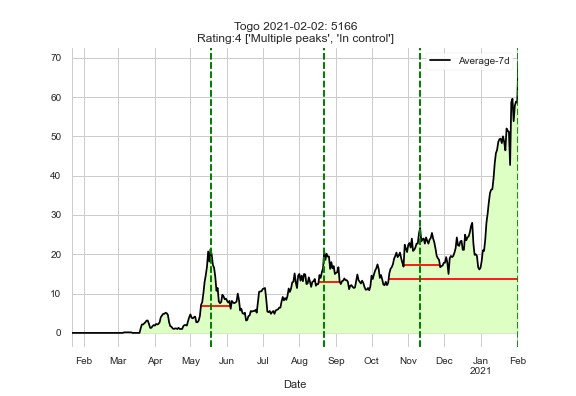 Togo 2021-02-02: 5166
Rating:4 ['Multiple peaks', 'In control']
Average-7d
70
60
50
40
30
20
10
0
Feb Mar Apr May Jun Jul Aug Sep Oct Nov Dec Jan Feb
2021
Date